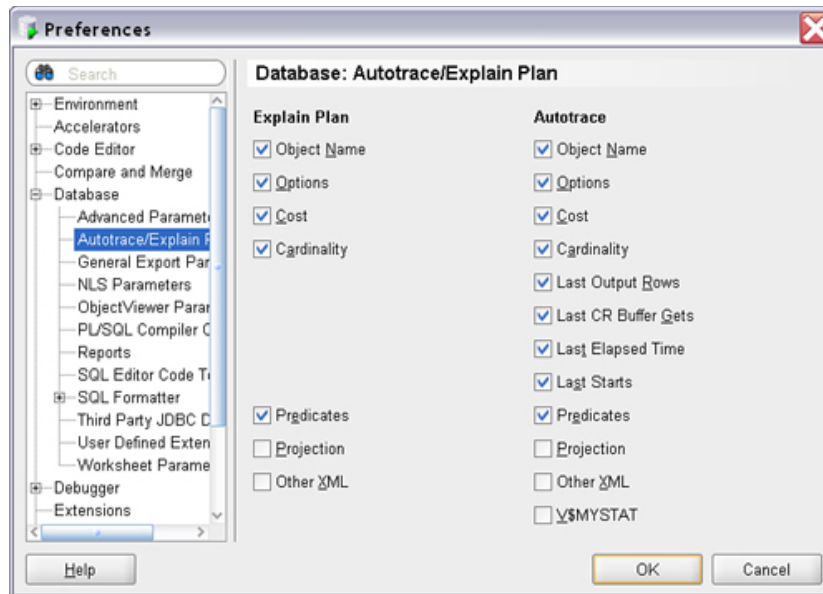 Preferences
Search
Environment
Accelerators
Code Editor
Compare and Merge
Database
Advanced Paramet
Autotrace/Explain P
General Export Par
NLS Parameters
ObjectViewer Parar
PL/SQL Compiler O
Reports
SQL Editor Code Te
SQL Formatter
Third Party JDBC D
User Defined Exten
Worksheet Parame
Debugger
Extensions
Help
Database: Autotrace/Explain Plan
Explain Plan Autotrace
Object Name Object Name
Options Options
Cost Cost
Cardinality Cardinality
Last Output Rows
Last CR Buffer Gets
Last Elapsed Time
Last Starts
Predicates Predicates
Projection Projection
Other XML Other XML
V$MYSTAT
OK Cancel